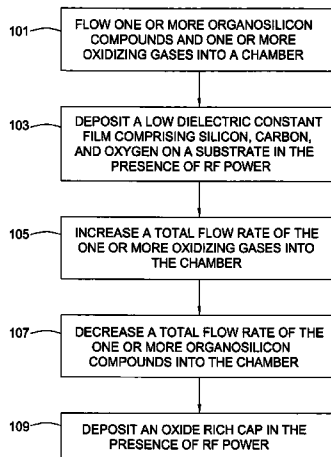 101
FLOW ONE OR MORE ORGANOSILICON
COMPOUNDS AND ONE OR MORE
OXIDIZING GASES INTO A CHAMBER
103
DEPOSIT A LOW DIELECTRIC CONSTANT
FILM COMPRISING SILICON, CARBON,
AND OXYGEN ON A SUBSTRATE IN THE
PRESENCE OF RF POWER
105
INCREASE A TOTAL FLOW RATE OF THE
ONE OR MORE OXIDIZING GASES INTO
THE CHAMBER
107
DECREASE A TOTAL FLOW RATE OF THE
ONE OR MORE ORGANOSILICON
COMPOUNDS INTO THE CHAMBER
109
DEPOSIT AN OXIDE RICH CAP IN THE
PRESENCE OF RF POWER